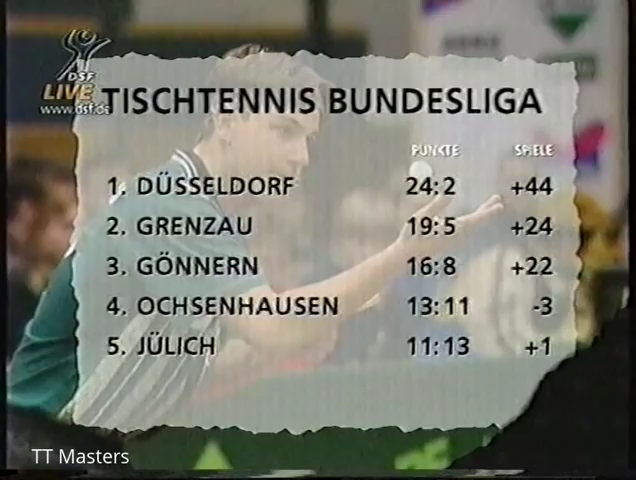 DSF
LIVE
www.dsf.de
TISCHTENNIS BUNDESLIGA
PUNKTE SPIELE
1. DÜSSELDORF 24:2 +44
2. GRENZAU 19:5 +24
3. GÖNNERN 16:8 +22
4. OCHSENHAUSEN 13:11 -3
5. JÜLICH 11:13 +1
TT Masters